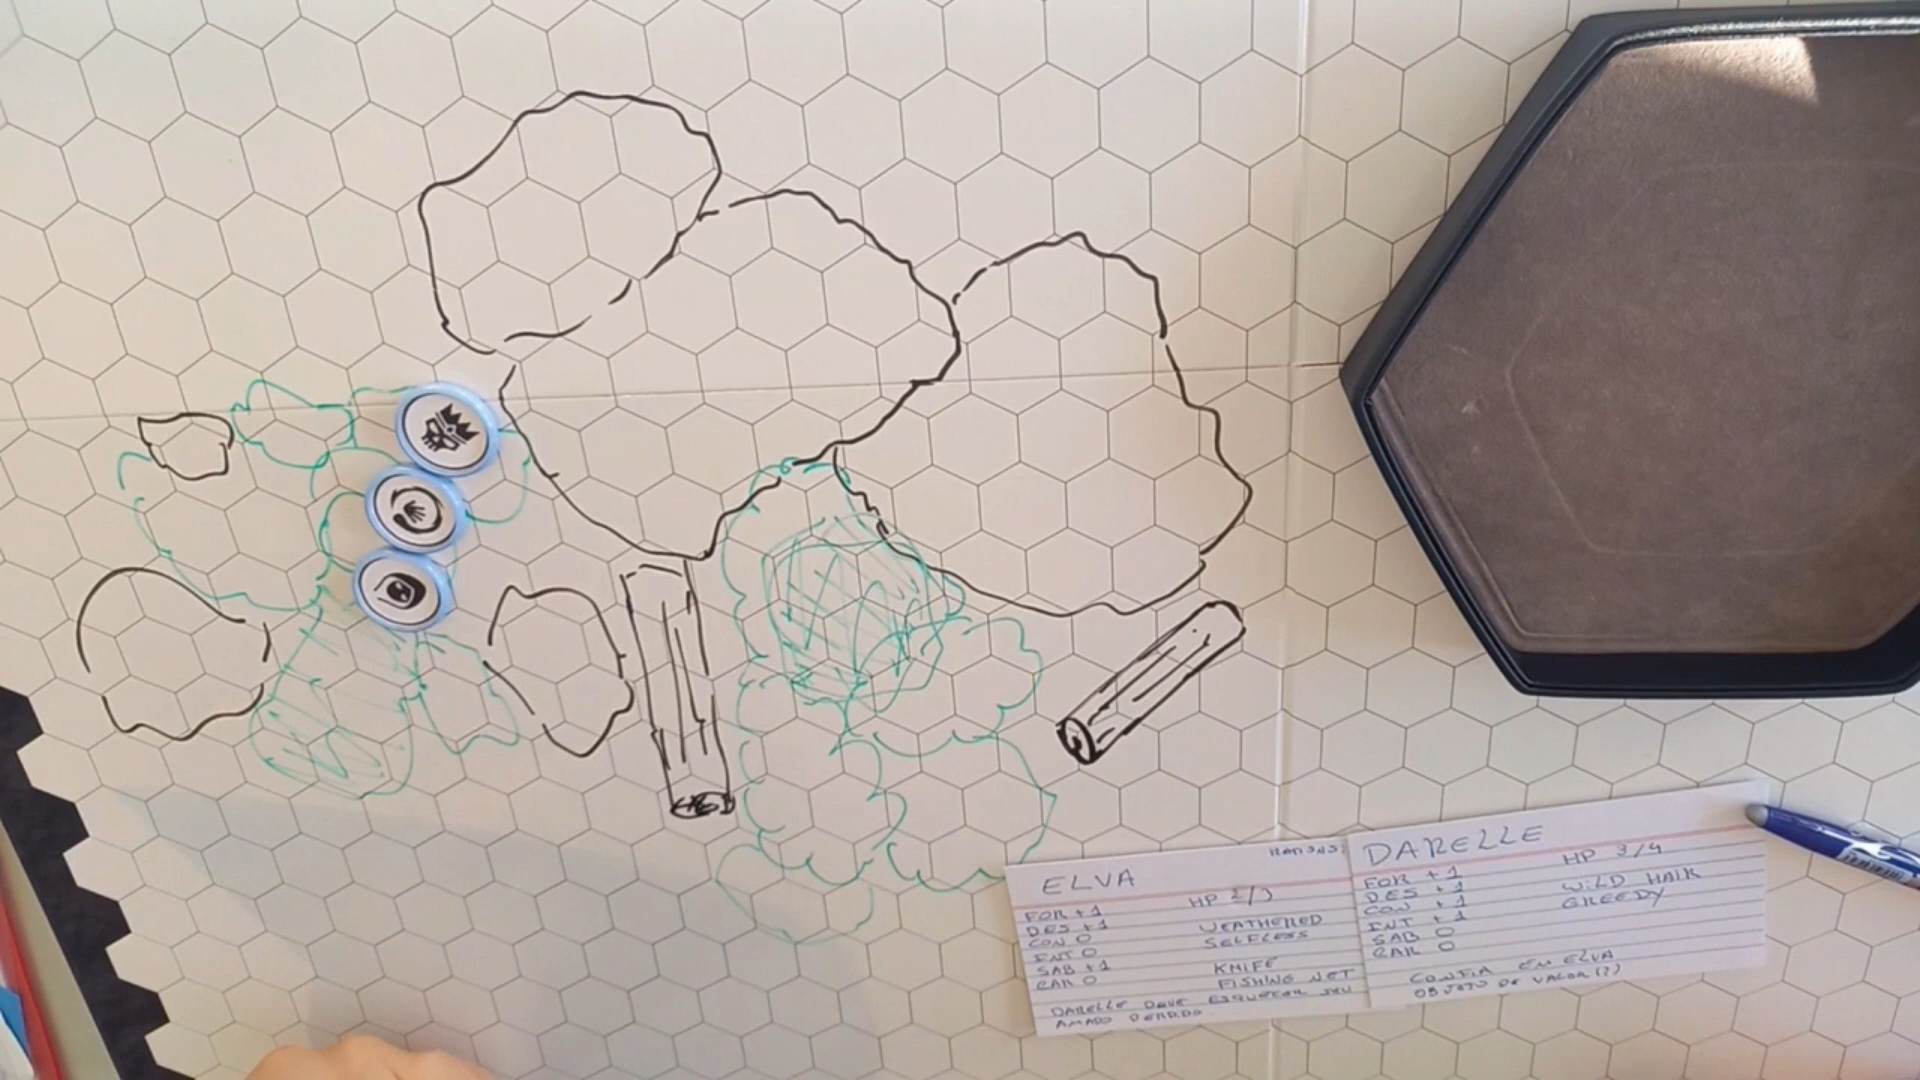 ELVA
HP 2/3
FOR +1
DES +1
CON 0
INT 0
SAB +1
CAR 0
WEATHERED
SELFLESS
KNIFE
FISHING NET
DARELLE DEVE ESQUECER SEU
AMADO PERDIDO
RATIONS:
DARELLE
HP 3/4
FOR +1
DES +1
CON +1
INT +1
SAB 0
CAR 0
WILD HAIR
GREEDY
CONFIA EM ELVA
OBJETO DE VALOR (?)